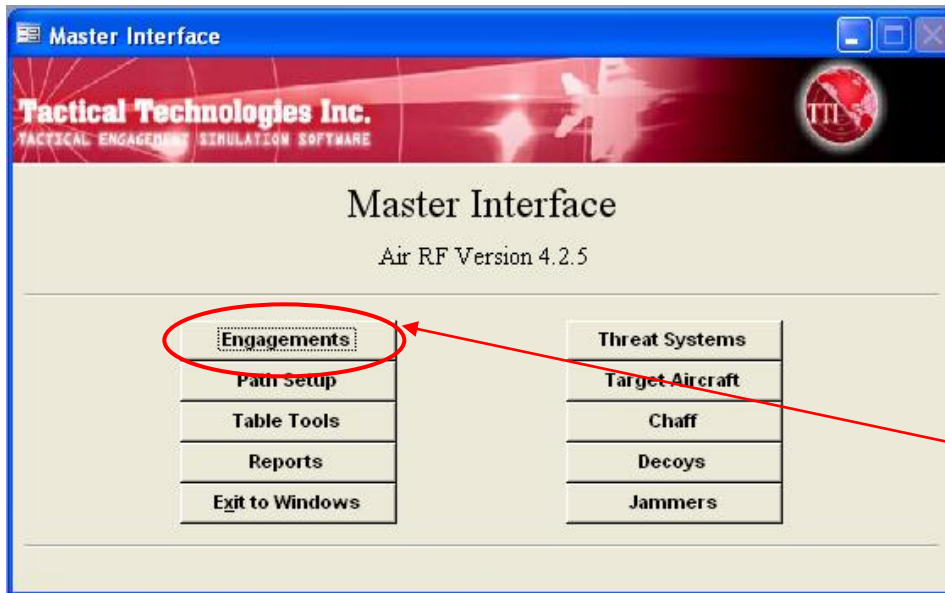 Master Interface
Tactical Technologies Inc.
TACTICAL ENGAGEMENT SIMULATION SOFTWARE
TTI
Master Interface
Air RF Version 4.2.5
Engagements
Path Setup
Table Tools
Reports
Exit to Windows
Threat Systems
Target Aircraft
Chaff
Decoys
Jammers